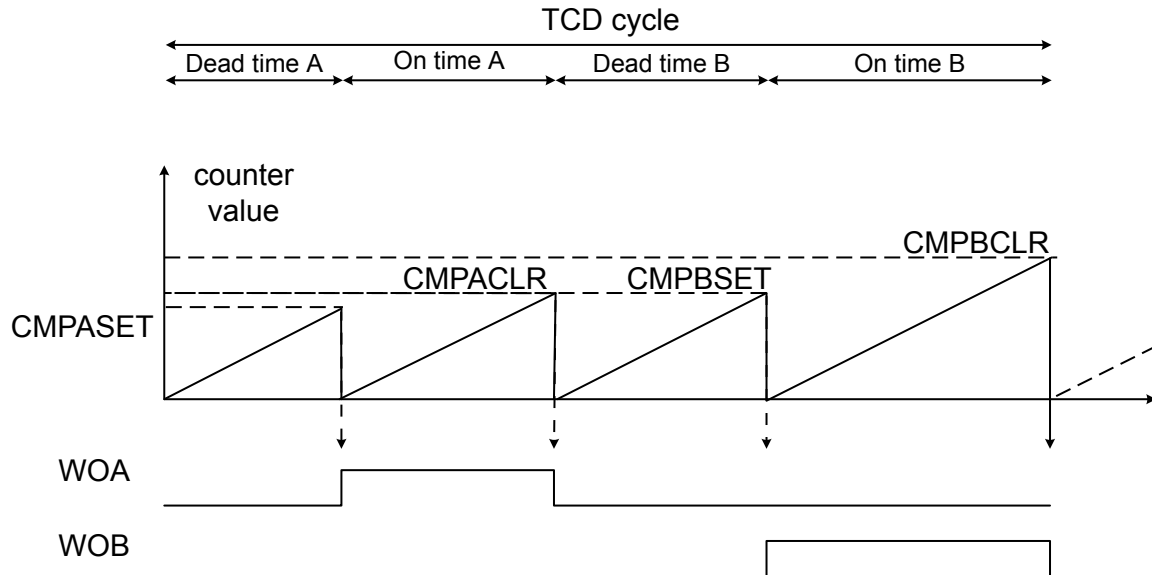 TCD cycle
Dead time A
On time A
Dead time B
On time B
counter
value
CMPBCLR
CMPACLR
CMPBSET
CMPASET
WOA
WOB